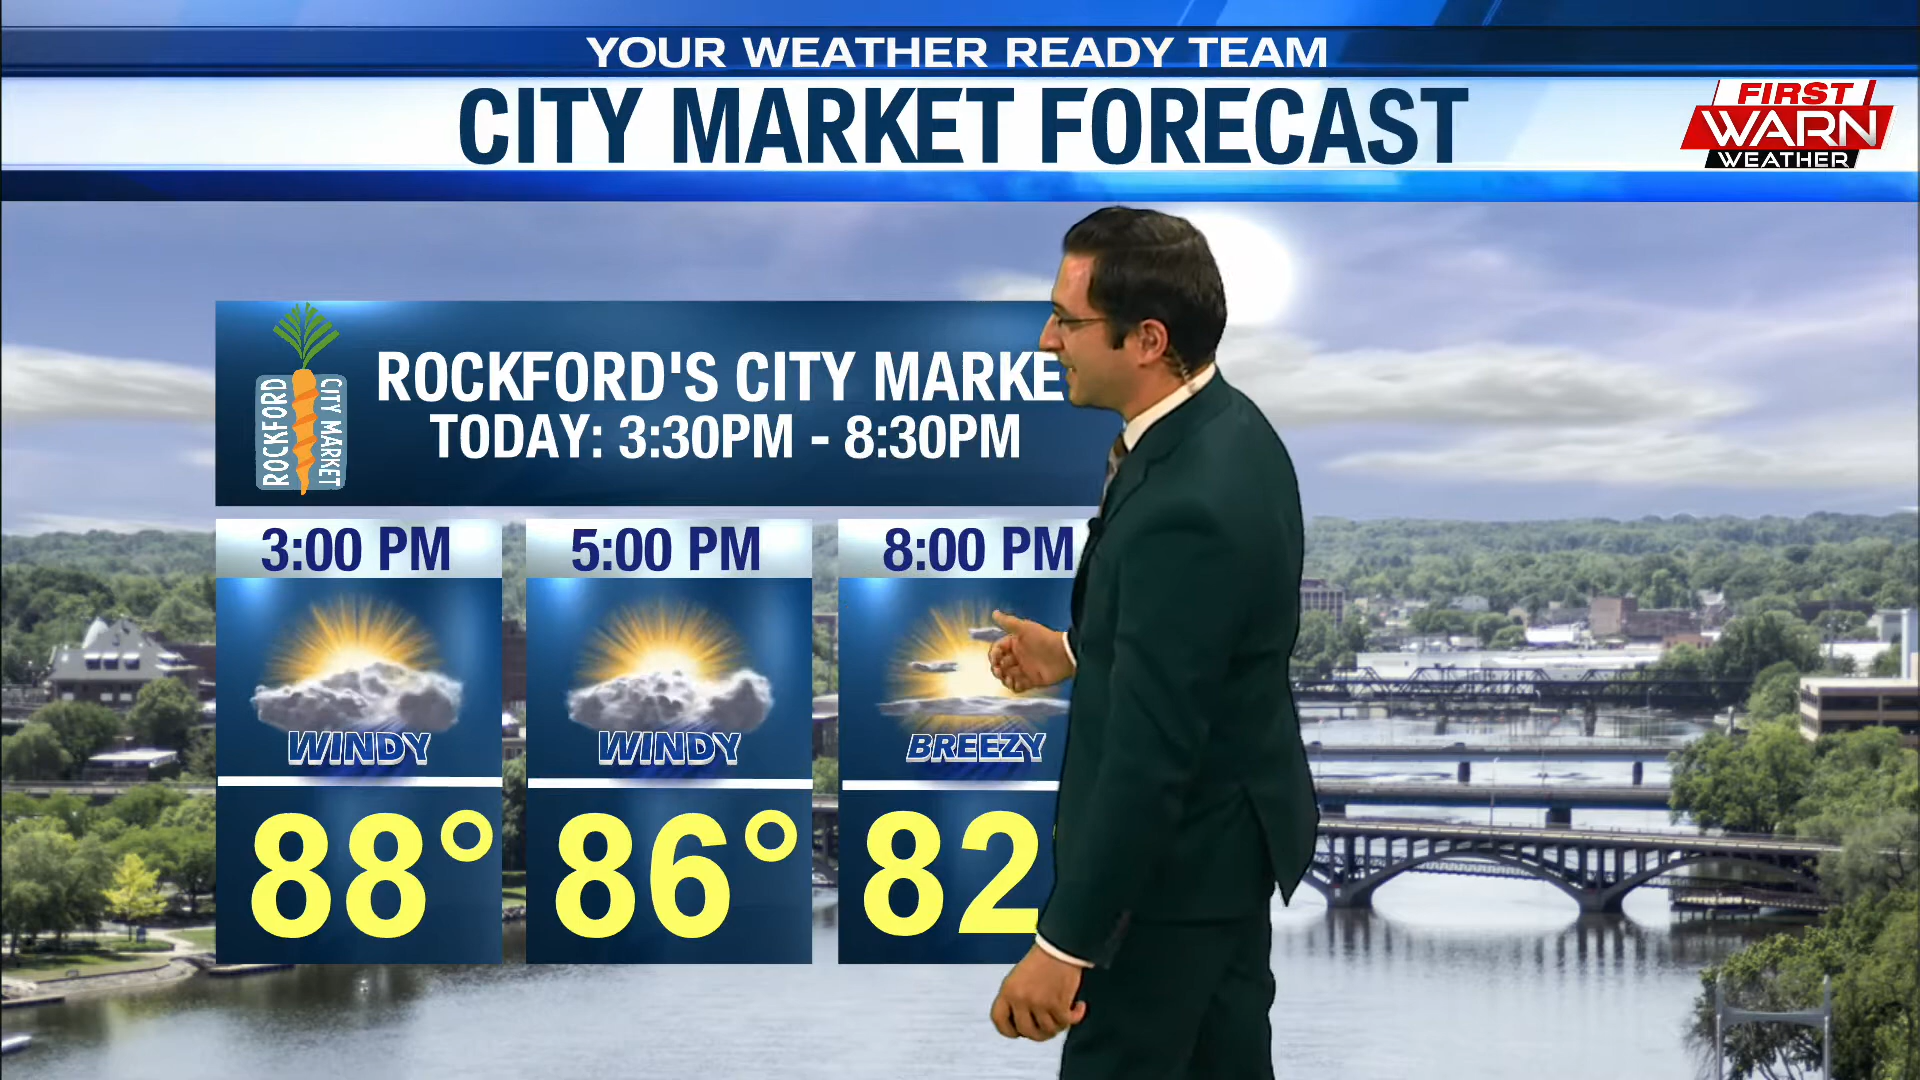 YOUR WEATHER READY TEAM
CITY MARKET FORECAST
FIRST
WARN
WEATHER
ROCKFORD
CITY MARKET
ROCKFORD'S CITY MARKE
TODAY: 3:30PM - 8:30PM
3:00 PM
5:00 PM
8:00 PM
WINDY
WINDY
BREEZY
88°
86°
82